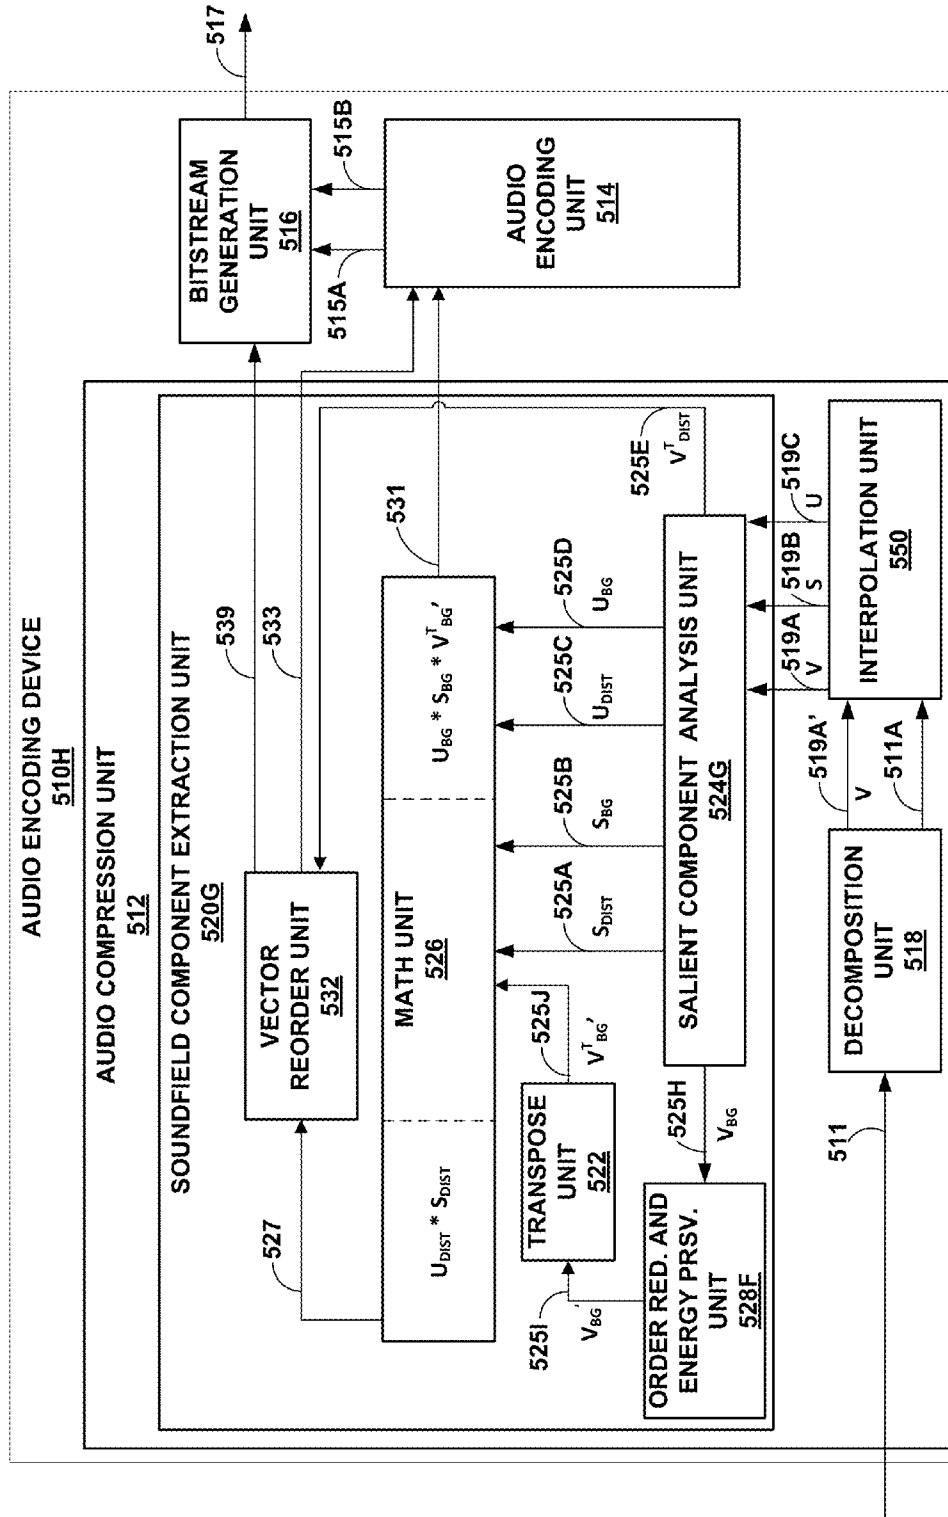 AUDIO ENCODING DEVICE
510H
AUDIO COMPRESSION UNIT
512
SOUNDFIELD COMPONENT EXTRACTION UNIT
520G
527
VECTOR
REORDER UNIT
532
539
533
U_DIST * S_DIST
MATH UNIT
526
U_BG * S_BG * V^T_BG'
531
525I
V_BG'
TRANSPOSE
UNIT
522
525J
V^T_BG'
525A
S_DIST
525B
S_BG
525C
U_DIST
525D
U_BG
525E
V^T_DIST
ORDER RED. AND
ENERGY PRSV.
UNIT
528F
525H
V_BG
SALIENT COMPONENT ANALYSIS UNIT
524G
519A
V
519B
S
519C
U
511
DECOMPOSITION
UNIT
518
519A'
V
511A
INTERPOLATION UNIT
550
BITSTREAM
GENERATION
UNIT
516
517
515A
515B
AUDIO
ENCODING
UNIT
514